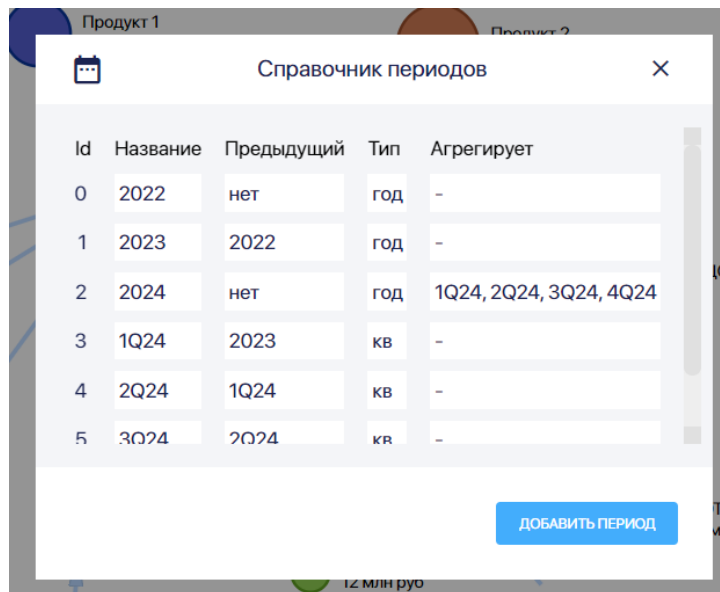 Продукт 1
Продукт 2
Справочник периодов
Id Название Предыдущий Тип Агрегирует
0 2022 нет год -
1 2023 2022 год -
2 2024 нет год 1Q24, 2Q24, 3Q24, 4Q24
3 1Q24 2023 кв -
4 2Q24 1Q24 кв -
5 3Q24 2Q24 кв -
ДОБАВИТЬ ПЕРИОД
12 млн руб